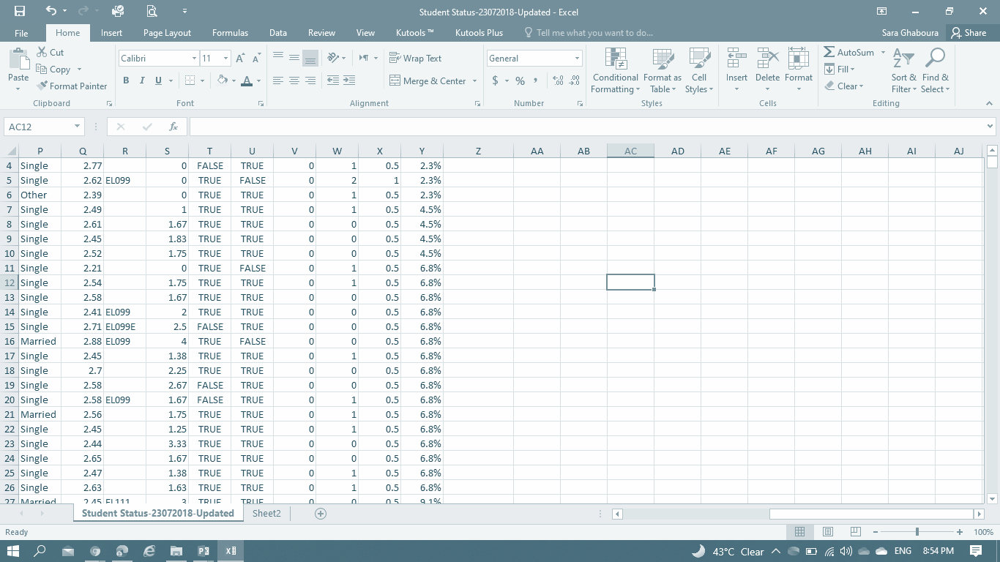 Student Status-23072018-Updated - Excel
File Home Insert Page Layout Formulas Data Review View Kutools ™ Kutools Plus Tell me what you want to do... Sara Ghaboura Share
Paste
Cut
Copy
Format Painter
Clipboard
Calibri 11
B I U A
Font
Wrap Text
Merge & Center
Alignment
General
$ % ,
Number
Conditional Formatting
Format as Table
Cell Styles
Styles
Insert Delete Format
Cells
AutoSum
Fill
Clear
Sort & Filter
Find & Select
Editing
AC12 fx
P Q R S T U V W X Y Z AA AB AC AD AE AF AG AH AI AJ
4 Single 2.77 0 FALSE TRUE 0 1 0.5 2.3%
5 Single 2.62 EL099 0 TRUE FALSE 0 2 1 2.3%
6 Other 2.39 0 TRUE TRUE 0 1 0.5 2.3%
7 Single 2.49 1 TRUE TRUE 0 1 0.5 4.5%
8 Single 2.61 1.67 TRUE TRUE 0 0 0.5 4.5%
9 Single 2.45 1.83 TRUE TRUE 0 0 0.5 4.5%
10 Single 2.52 1.75 TRUE TRUE 0 0 0.5 4.5%
11 Single 2.21 0 TRUE FALSE 0 1 0.5 6.8%
12 Single 2.54 1.75 TRUE TRUE 0 1 0.5 6.8%
13 Single 2.58 1.67 TRUE TRUE 0 0 0.5 6.8%
14 Single 2.41 EL099 2 TRUE TRUE 0 0 0.5 6.8%
15 Single 2.71 EL099E 2.5 FALSE TRUE 0 0 0.5 6.8%
16 Married 2.88 EL099 4 TRUE FALSE 0 0 0.5 6.8%
17 Single 2.45 1.38 TRUE TRUE 0 1 0.5 6.8%
18 Single 2.7 2.25 TRUE TRUE 0 0 0.5 6.8%
19 Single 2.58 2.67 FALSE TRUE 0 0 0.5 6.8%
20 Single 2.58 EL099 1.67 FALSE TRUE 0 1 0.5 6.8%
21 Married 2.56 1.75 TRUE TRUE 0 1 0.5 6.8%
22 Single 2.45 1.25 TRUE TRUE 0 1 0.5 6.8%
23 Single 2.44 3.33 TRUE TRUE 0 0 0.5 6.8%
24 Single 2.65 1.67 TRUE TRUE 0 0 0.5 6.8%
25 Single 2.47 1.38 TRUE TRUE 0 1 0.5 6.8%
26 Single 2.63 1.63 TRUE TRUE 0 1 0.5 6.8%
27 Married 2.45 EL111 3 TRUE TRUE 0 0 0.5 9.1%
Student Status-23072018-Updated Sheet2
Ready 100%
43°C Clear ENG 8:54 PM